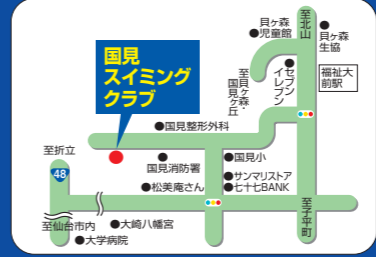 至北山
貝ヶ森
児童館
貝ヶ森
生協
国見
スイミング
クラブ
至貝ヶ森・
国見ヶ丘
セブン
イレブン
福祉大
前駅
国見整形外科
至折立
48
国見消防署
国見小
松美庵さん
サンマリストア
七十七BANK
至仙台市内
大崎八幡宮
大学病院
至子平町